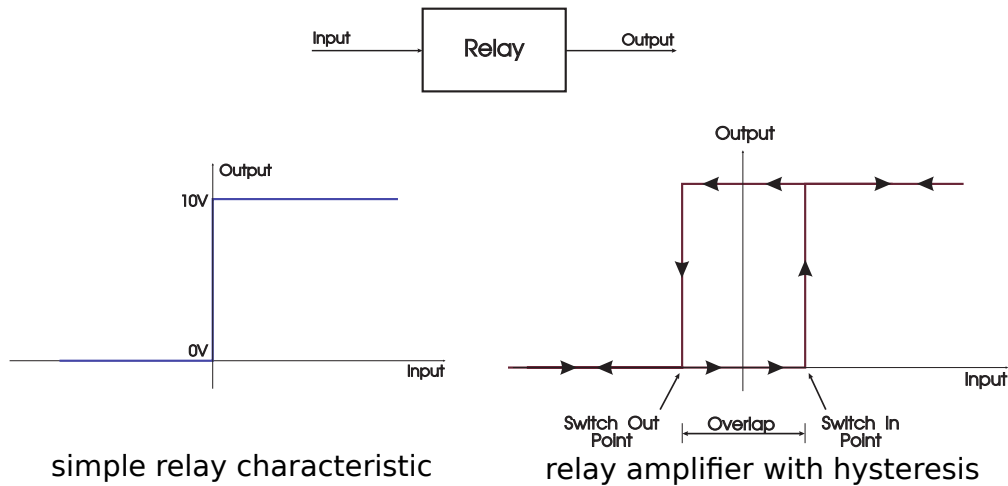 Input
Relay
Output
Output
10V
0V
Input
simple relay characteristic
Output
Input
Switch Out
Point
Overlap
Switch In
Point
relay amplifier with hysteresis